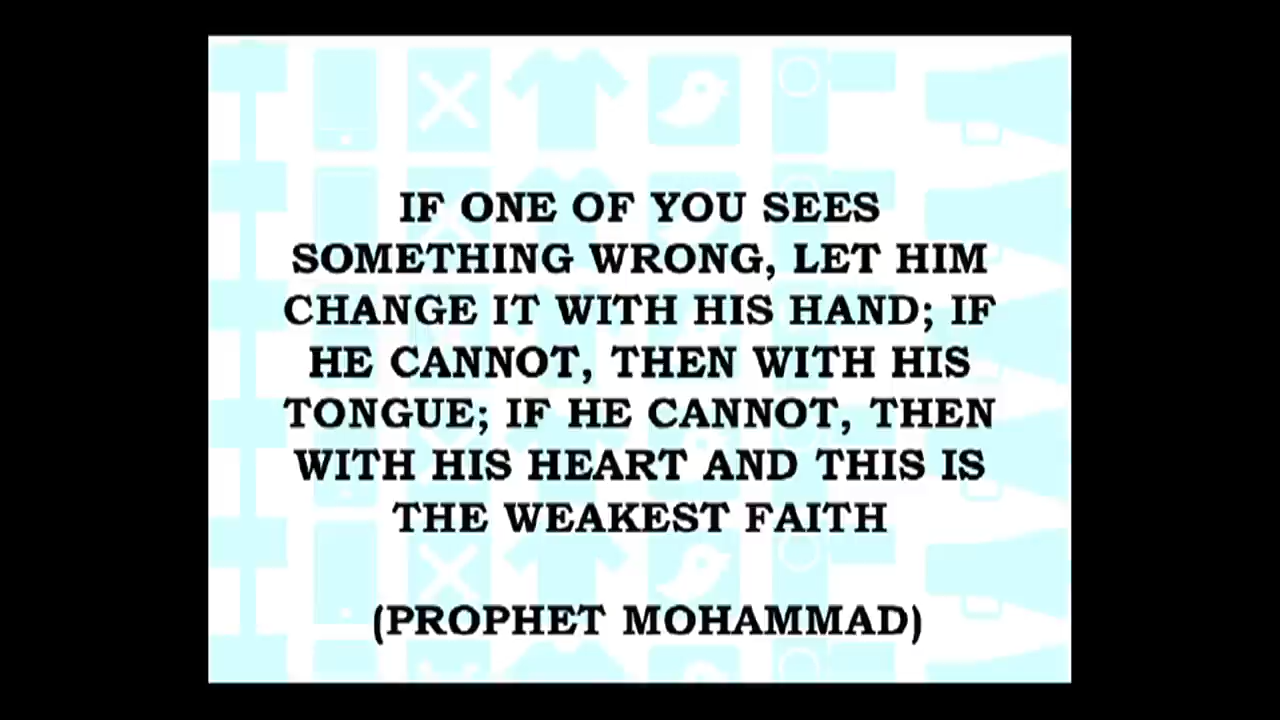 IF ONE OF YOU SEES
SOMETHING WRONG, LET HIM
CHANGE IT WITH HIS HAND; IF
HE CANNOT, THEN WITH HIS
TONGUE; IF HE CANNOT, THEN
WITH HIS HEART AND THIS IS
THE WEAKEST FAITH
(PROPHET MOHAMMAD)